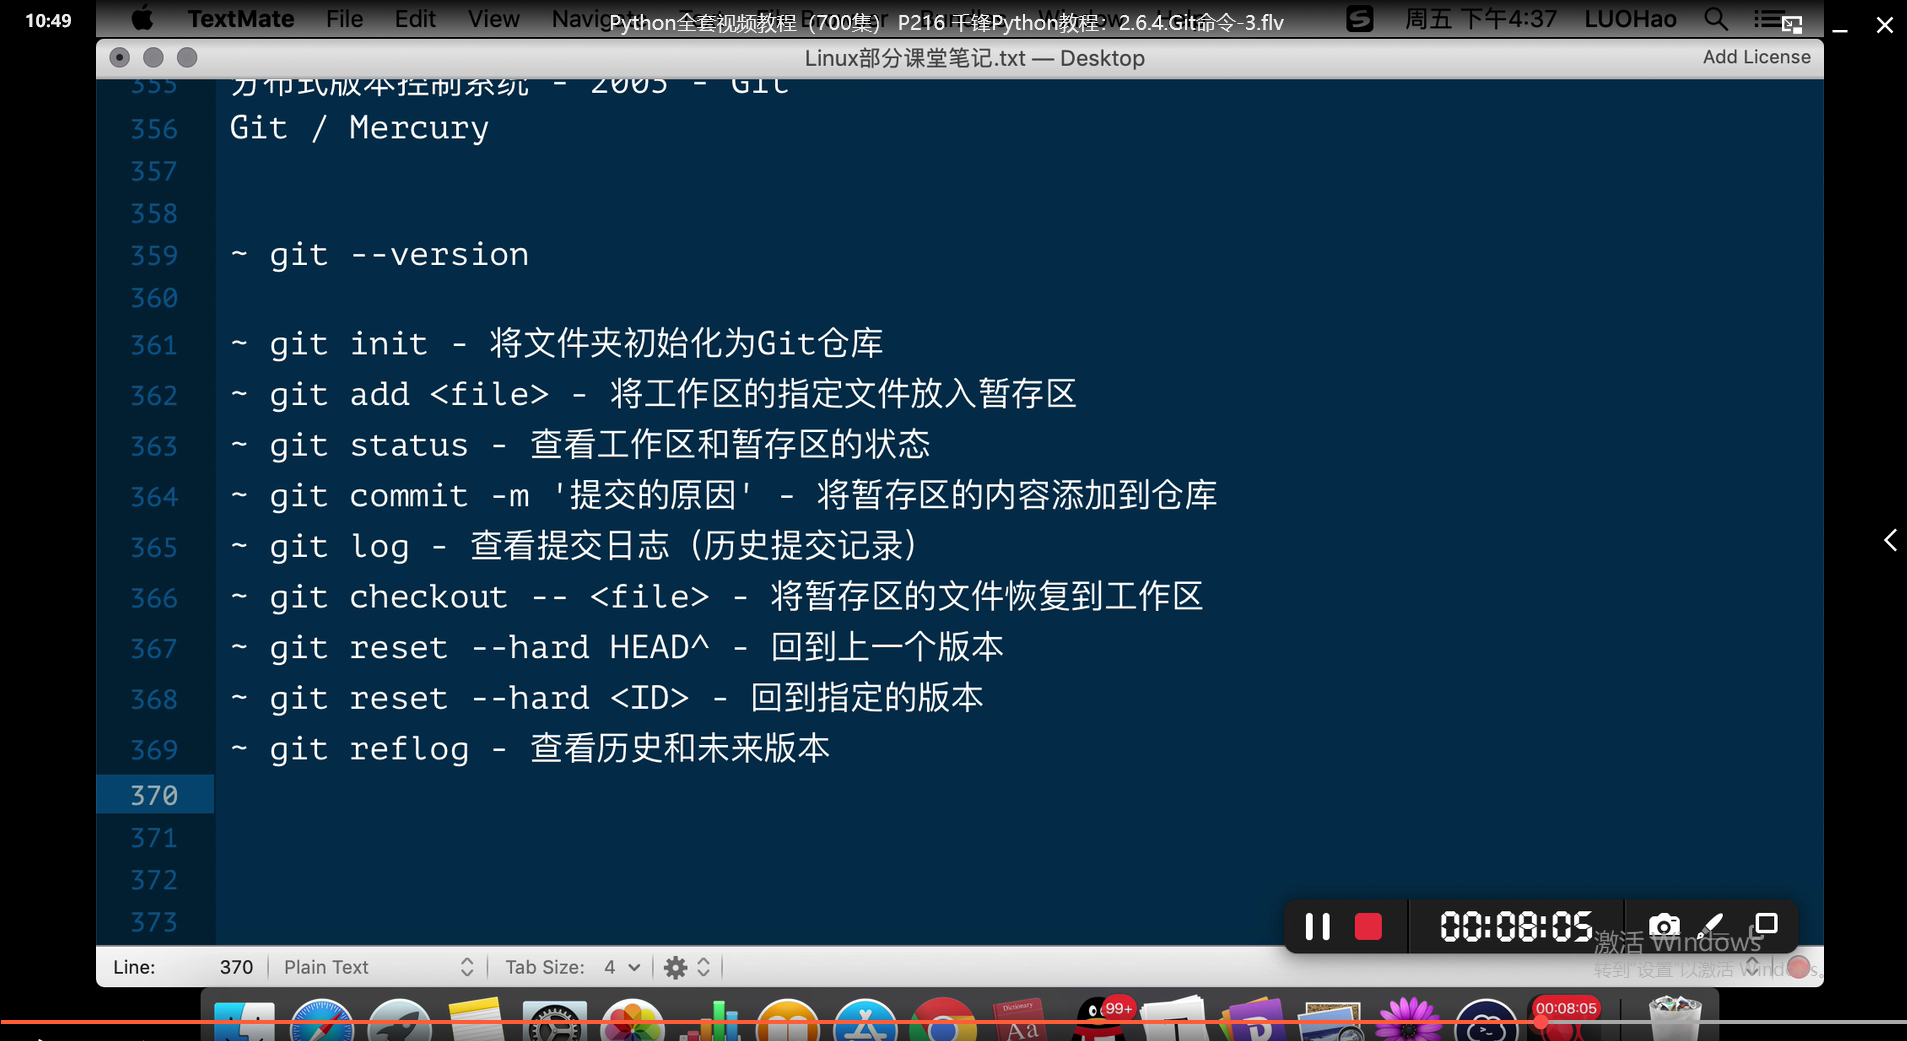 10:49
TextMate File Edit View
Python全套视频教程（700集） P216 千锋Python教程：2.6.4.Git命令-3.flv
周五 下午4:37 LUOHao
Linux部分课堂笔记.txt — Desktop
Add License
355 分布式版本控制系统 - 2005 - Git
356 Git / Mercury
357
358
359 ~ git --version
360
361 ~ git init - 将文件夹初始化为Git仓库
362 ~ git add <file> - 将工作区的指定文件放入暂存区
363 ~ git status - 查看工作区和暂存区的状态
364 ~ git commit -m '提交的原因' - 将暂存区的内容添加到仓库
365 ~ git log - 查看提交日志（历史提交记录）
366 ~ git checkout -- <file> - 将暂存区的文件恢复到工作区
367 ~ git reset --hard HEAD^ - 回到上一个版本
368 ~ git reset --hard <ID> - 回到指定的版本
369 ~ git reflog - 查看历史和未来版本
370
371
372
373
00:08:05
激活 Windows
转到"设置"以激活 Windows。
Line: 370 Plain Text Tab Size: 4
Dictionary
Aa
99+
00:08:05